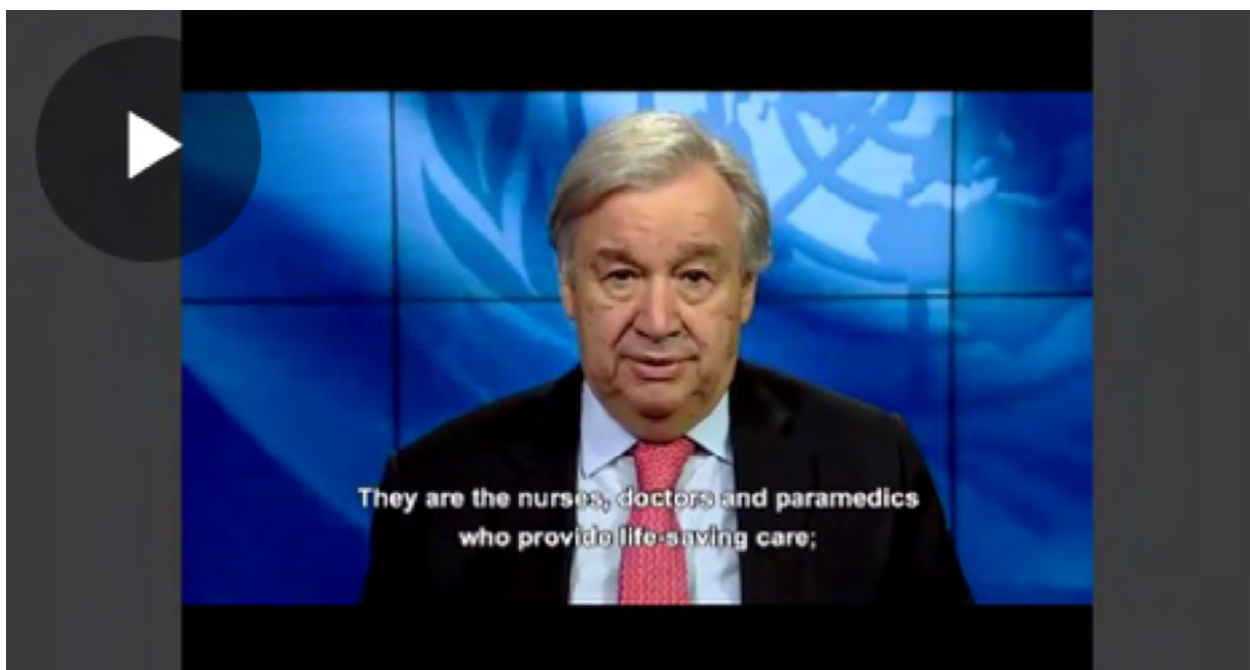 They are the nurses, doctors and paramedics
who provide life-saving care;